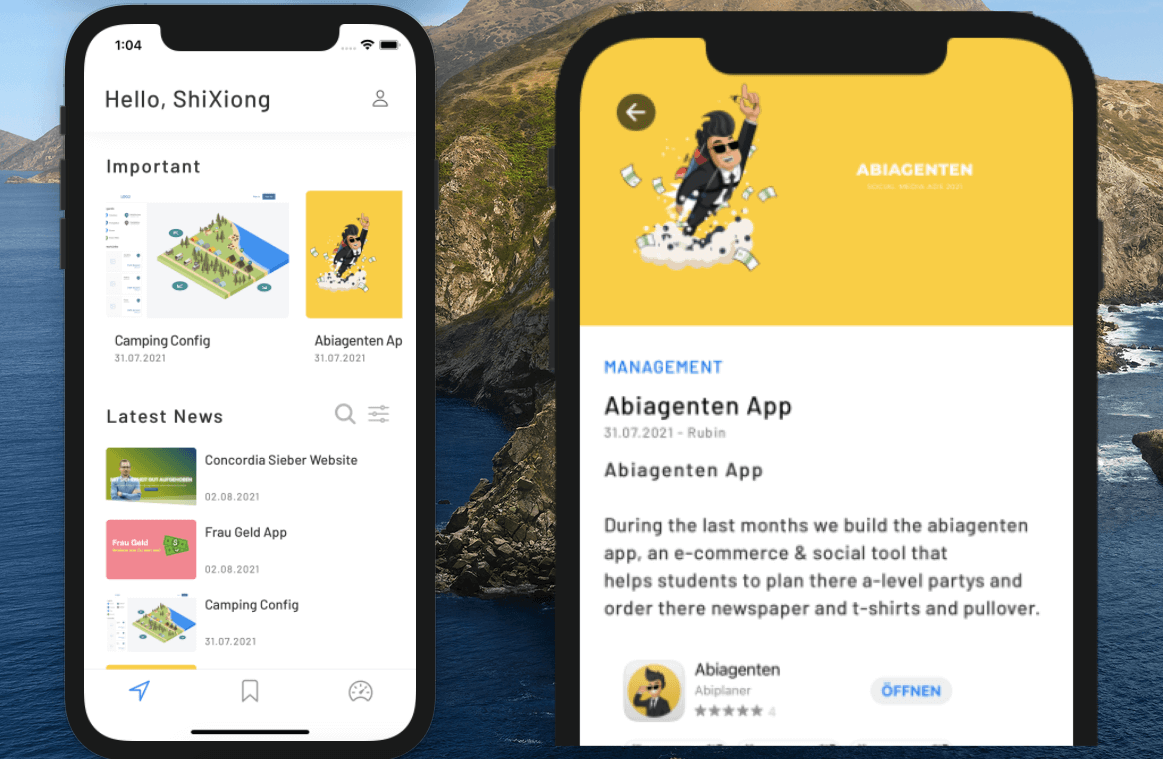 1:04
Hello, ShiXiong
Important
Camping Config
31.07.2021
Abiagenten Ap
31.07.2021
Latest News
Concordia Sieber Website
02.08.2021
Frau Geld
Frau Geld App
02.08.2021
Camping Config
31.07.2021
ABIAGENTEN
SOCIAL MEDIA ADS 2021
MANAGEMENT
Abiagenten App
31.07.2021 - Rubin
Abiagenten App
During the last months we build the abiagenten
app, an e-commerce & social tool that
helps students to plan there a-level partys and
order there newspaper and t-shirts and pullover.
Abiagenten
Abiplaner
4
ÖFFNEN